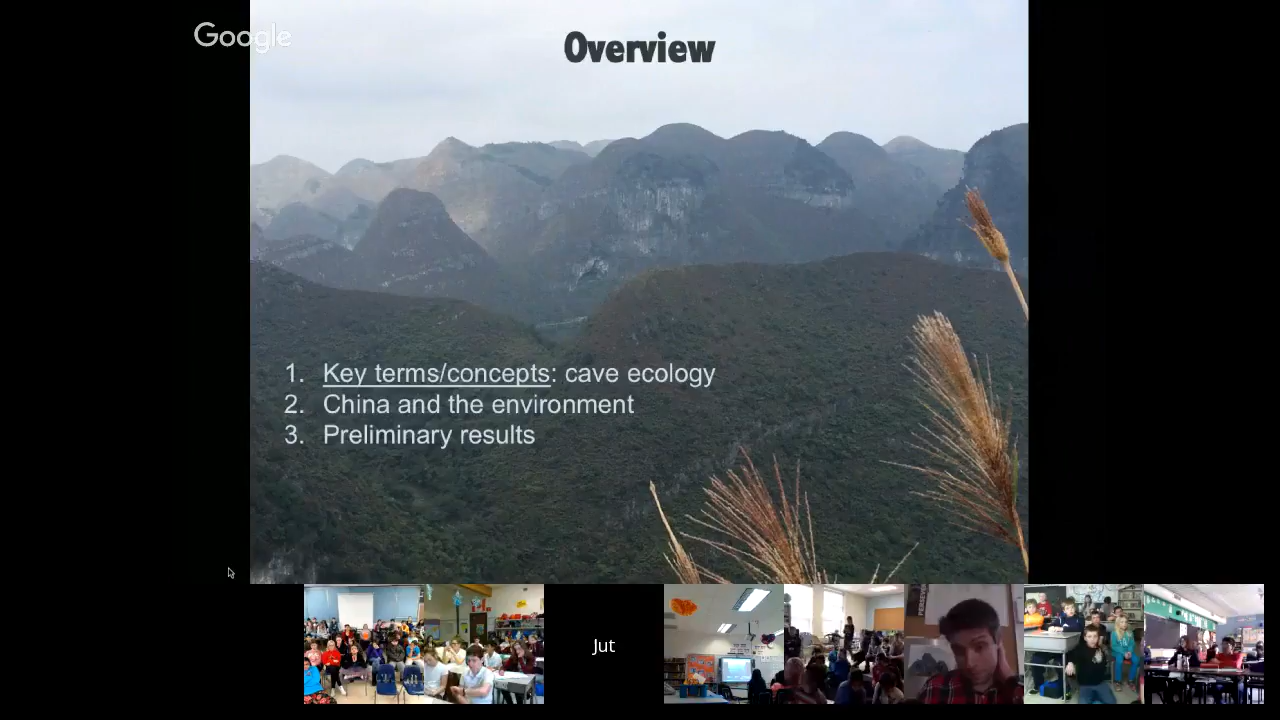 Google
Overview
1. Key terms/concepts: cave ecology
2. China and the environment
3. Preliminary results
Jut